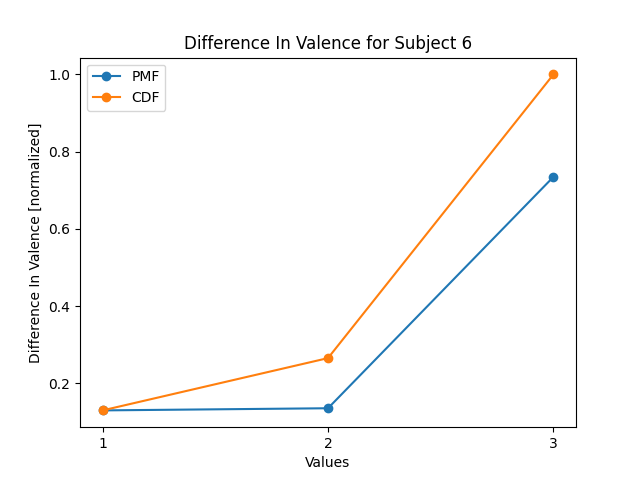 Difference In Valence for Subject 6
PMF
CDF
1.0
0.8
0.6
0.4
0.2
Difference In Valence [normalized]
1 2 3
Values